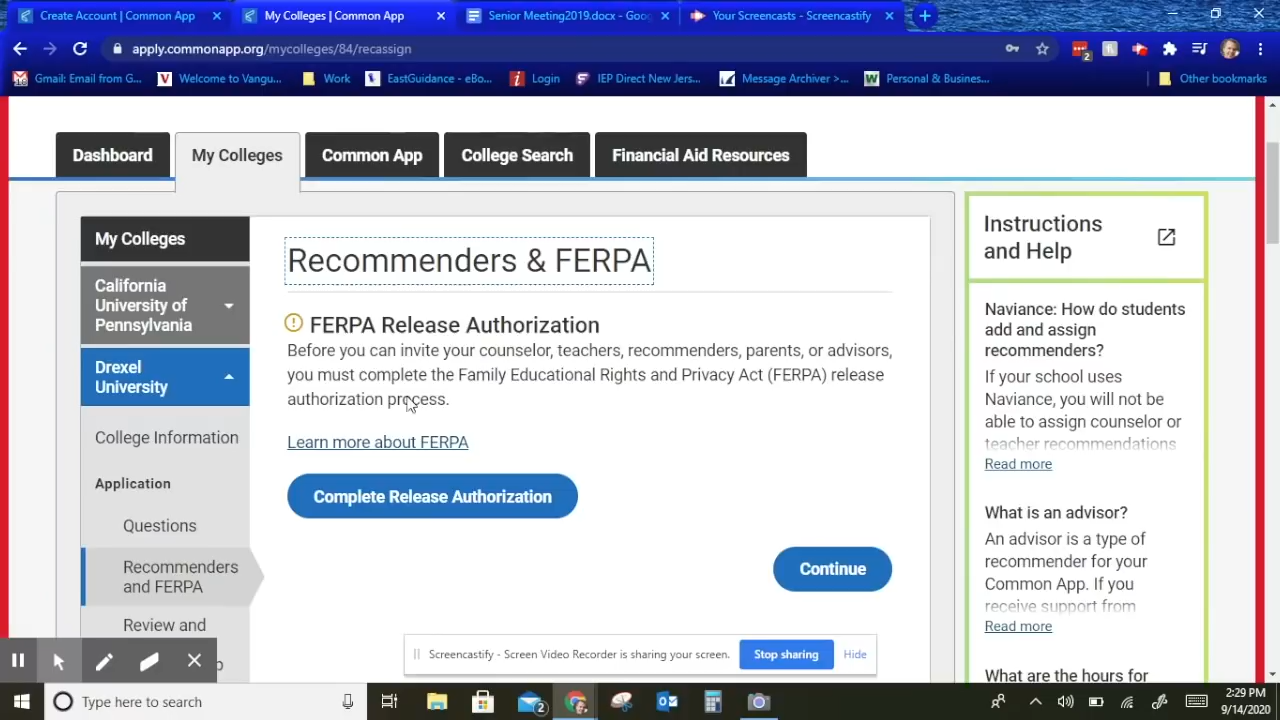 Create Account | Common App
My Colleges | Common App
Senior Meeting2019.docx - Goo
Your Screencasts - Screencastify
apply.commonapp.org/mycolleges/84/recassign
2
Gmail: Email from G...
Welcome to Vangu...
Work
EastGuidance - eBo...
Login
IEP Direct New Jers...
Message Archiver >...
Personal & Busines...
Other bookmarks
Dashboard
My Colleges
Common App
College Search
Financial Aid Resources
My Colleges
California
University of
Pennsylvania
Drexel
University
College Information
Application
Questions
Recommenders
and FERPA
Review and
Recommenders & FERPA
FERPA Release Authorization
Before you can invite your counselor, teachers, recommenders, parents, or advisors,
you must complete the Family Educational Rights and Privacy Act (FERPA) release
authorization process.
Learn more about FERPA
Complete Release Authorization
Continue
Instructions
and Help
Naviance: How do students
add and assign
recommenders?
If your school uses
Naviance, you will not be
able to assign counselor or
teacher recommendations
Read more
What is an advisor?
An advisor is a type of
recommender for your
Common App. If you
receive support from
Read more
What are the hours for
Screencastify - Screen Video Recorder is sharing your screen.
Stop sharing
Hide
Type here to search
2
2:29 PM
9/14/2020